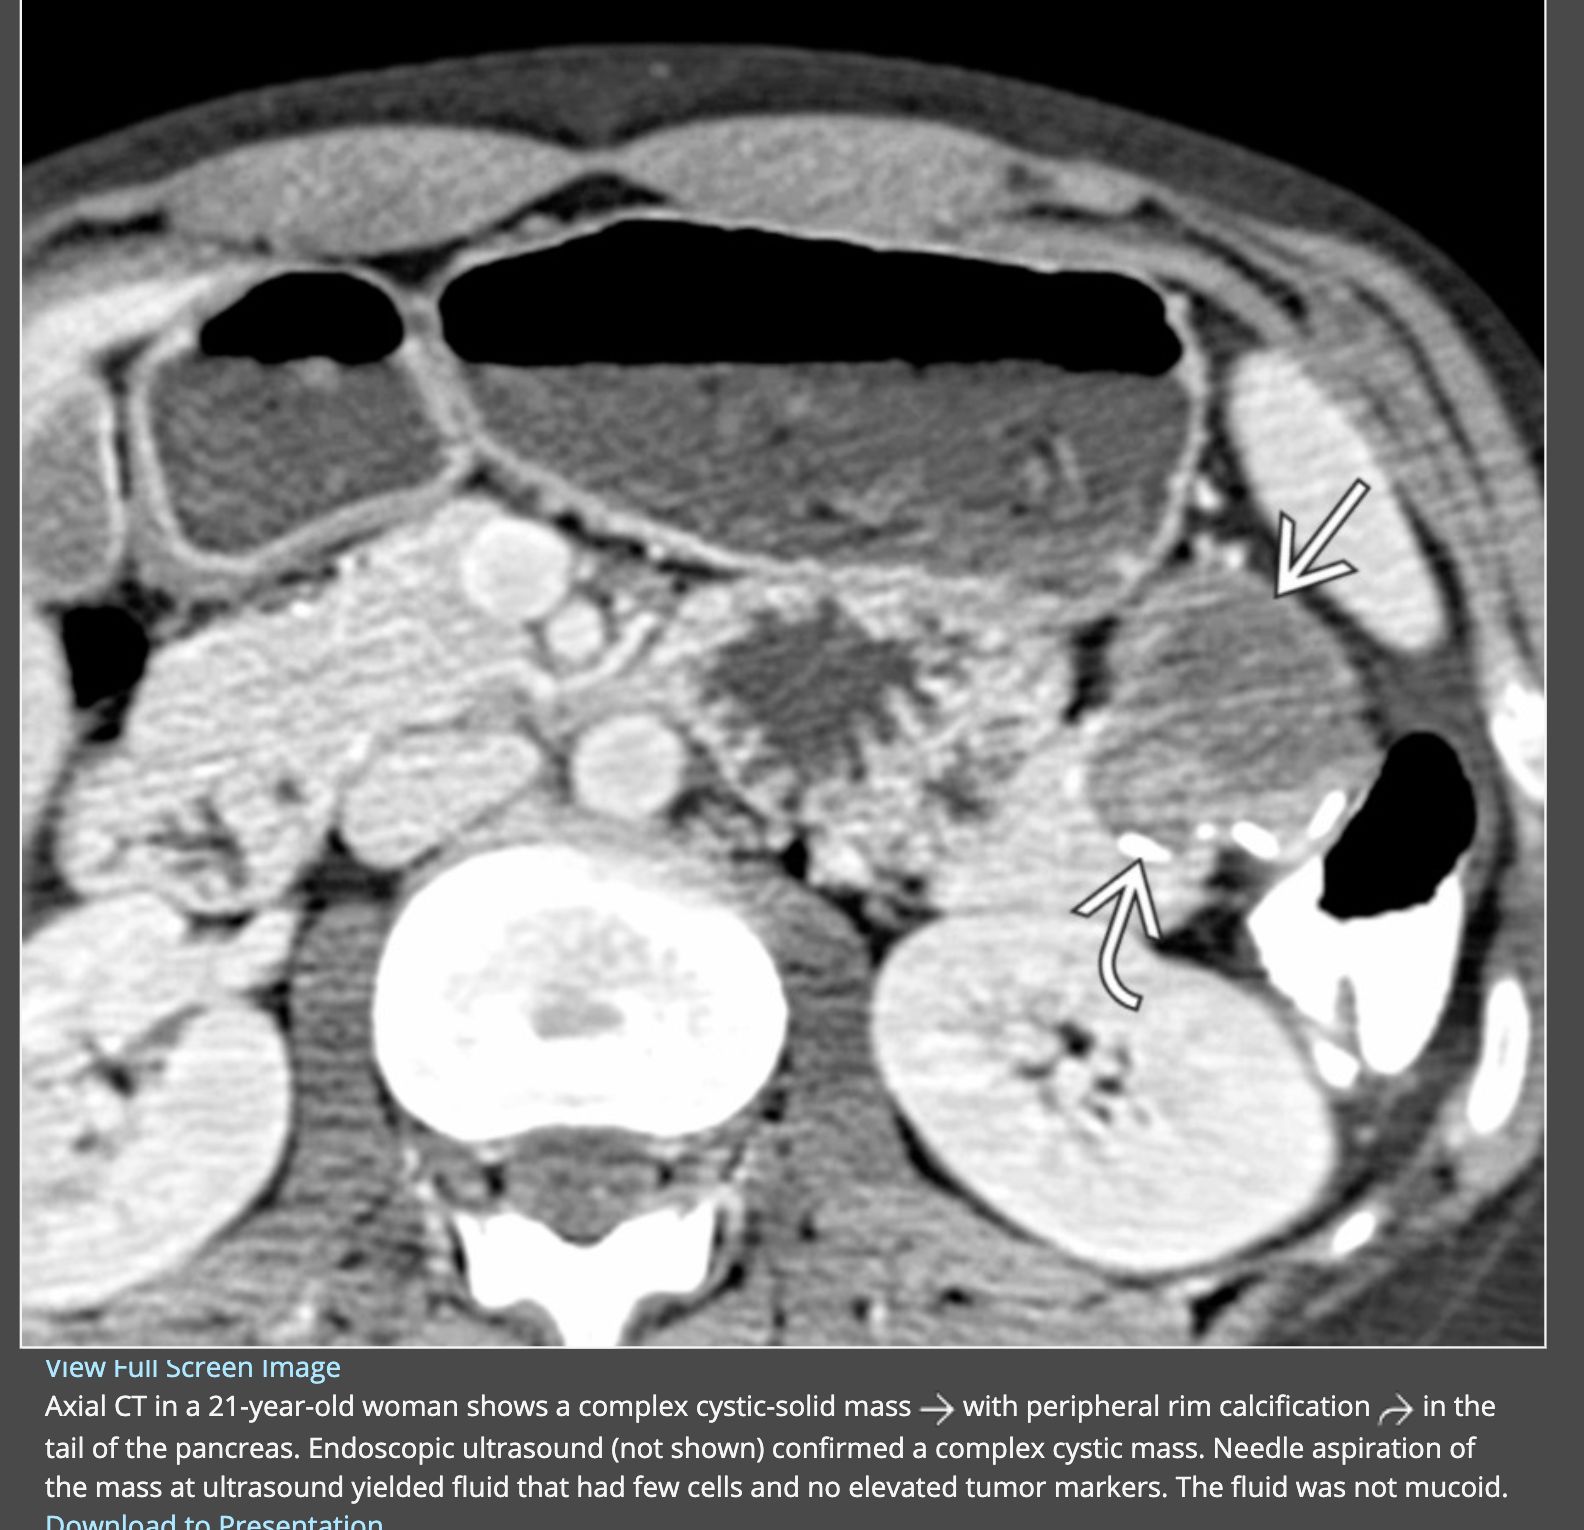 View Full Screen Image
Axial CT in a 21-year-old woman shows a complex cystic-solid mass → with peripheral rim calcification ↷ in the
tail of the pancreas. Endoscopic ultrasound (not shown) confirmed a complex cystic mass. Needle aspiration of
the mass at ultrasound yielded fluid that had few cells and no elevated tumor markers. The fluid was not mucoid.
Download to Presentation